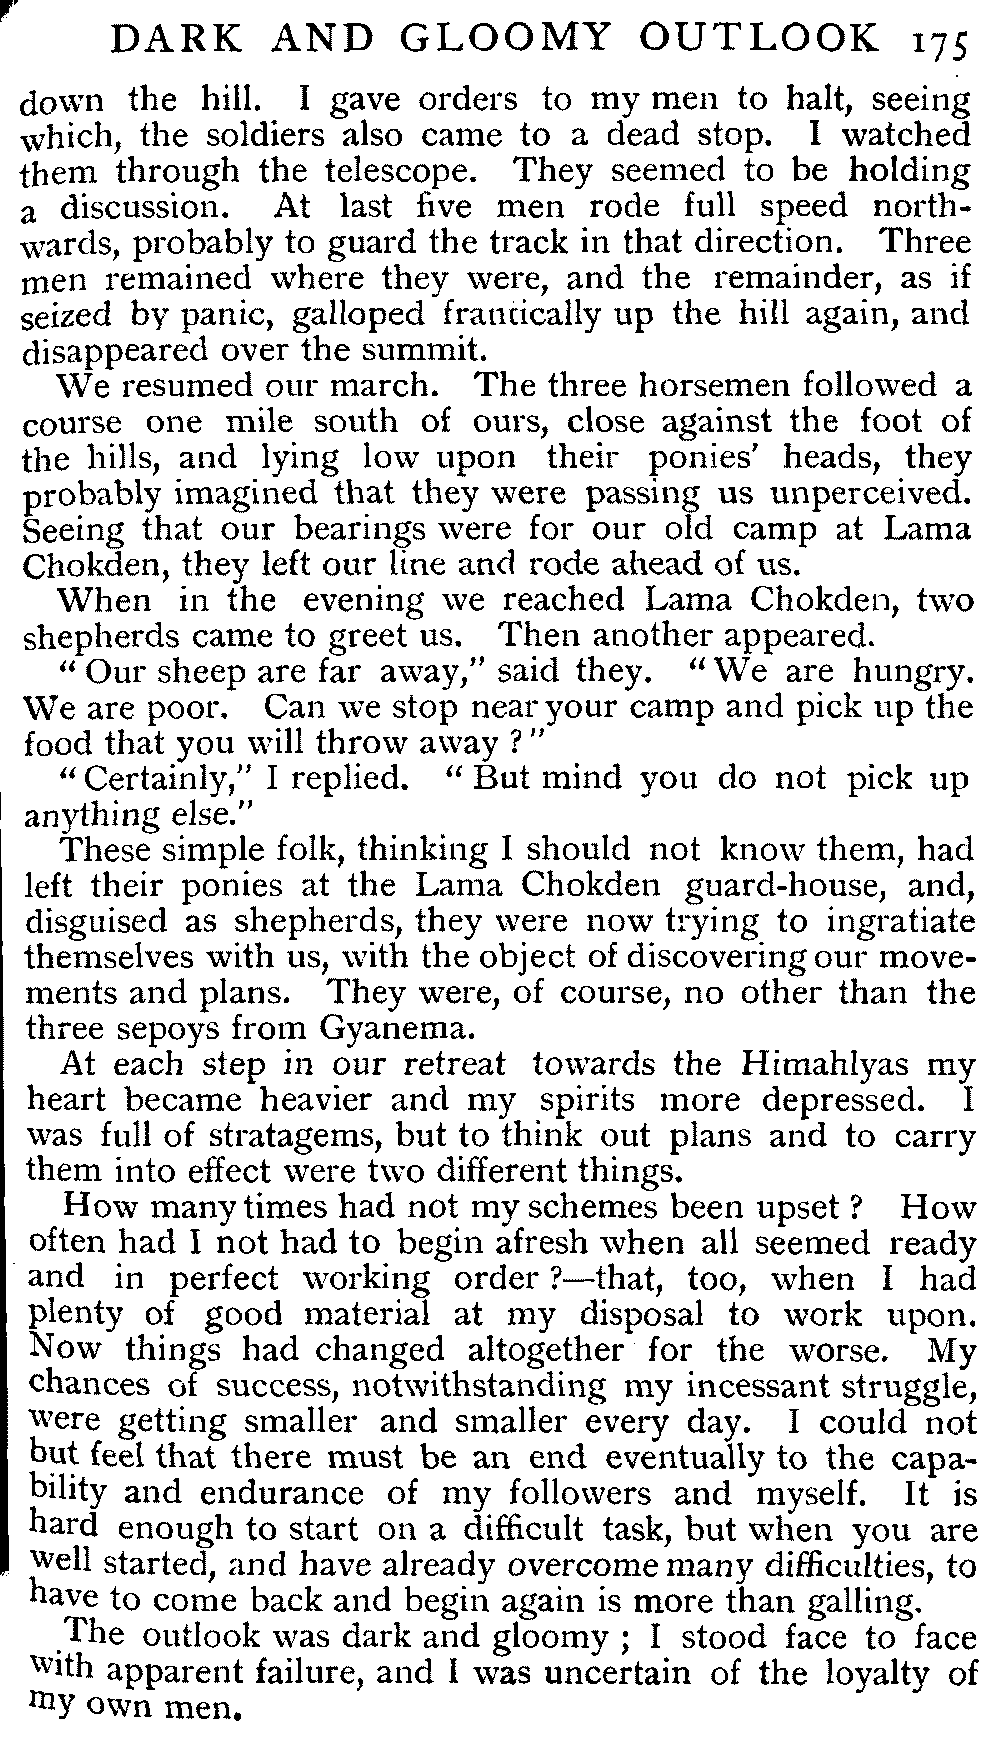 DARK AND GLOOMY OUTLOOK 175
down the hill. I gave orders to my men to halt, seeing
which, the soldiers also came to a dead stop. I watched
them through the telescope. They seemed to be holding
a discussion. At last five men rode full speed north-
wards, probably to guard the track in that direction. Three
men remained where they were, and the remainder, as if
seized by panic, galloped frantically up the hill again, and
disappeared over the summit.
We resumed our march. The three horsemen followed a
course one mile south of ours, close against the foot of
the hills, and lying low upon their ponies' heads, they
probably imagined that they were passing us unperceived.
Seeing that our bearings were for our old camp at Lama
Chokden, they left our line and rode ahead of us.
When in the evening we reached Lama Chokden, two
shepherds came to greet us. Then another appeared.
"Our sheep are far away," said they. "We are hungry.
We are poor. Can we stop near your camp and pick up the
food that you will throw away ?"
"Certainly," I replied. "But mind you do not pick up
anything else."
These simple folk, thinking I should not know them, had
left their ponies at the Lama Chokden guard-house, and,
disguised as shepherds, they were now trying to ingratiate
themselves with us, with the object of discovering our move-
ments and plans. They were, of course, no other than the
three sepoys from Gyanema.
At each step in our retreat towards the Himahlyas my
heart became heavier and my spirits more depressed. I
was full of stratagems, but to think out plans and to carry
them into effect were two different things.
How many times had not my schemes been upset ? How
often had I not had to begin afresh when all seemed ready
and in perfect working order ?—that, too, when I had
plenty of good material at my disposal to work upon.
Now things had changed altogether for the worse. My
chances of success, notwithstanding my incessant struggle,
were getting smaller and smaller every day. I could not
but feel that there must be an end eventually to the capa-
bility and endurance of my followers and myself. It is
hard enough to start on a difficult task, but when you are
well started, and have already overcome many difficulties, to
have to come back and begin again is more than galling.
The outlook was dark and gloomy ; I stood face to face
with apparent failure, and I was uncertain of the loyalty of
my own men.